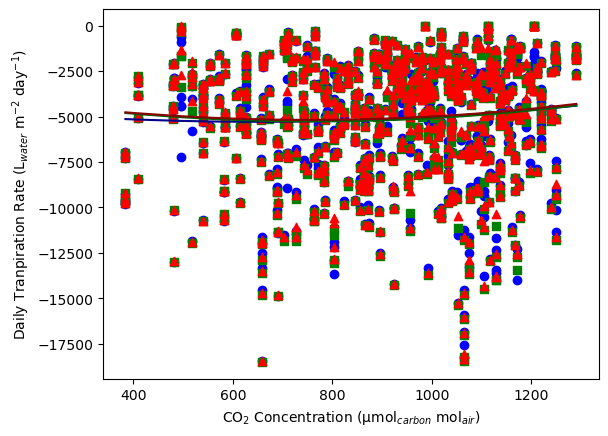 0
−2500
−5000
−7500
−10000
−12500
−15000
−17500
Daily Tranpiration Rate (L_water m⁻² day⁻¹)
400 600 800 1000 1200
CO₂ Concentration (μmol_carbon mol_air)